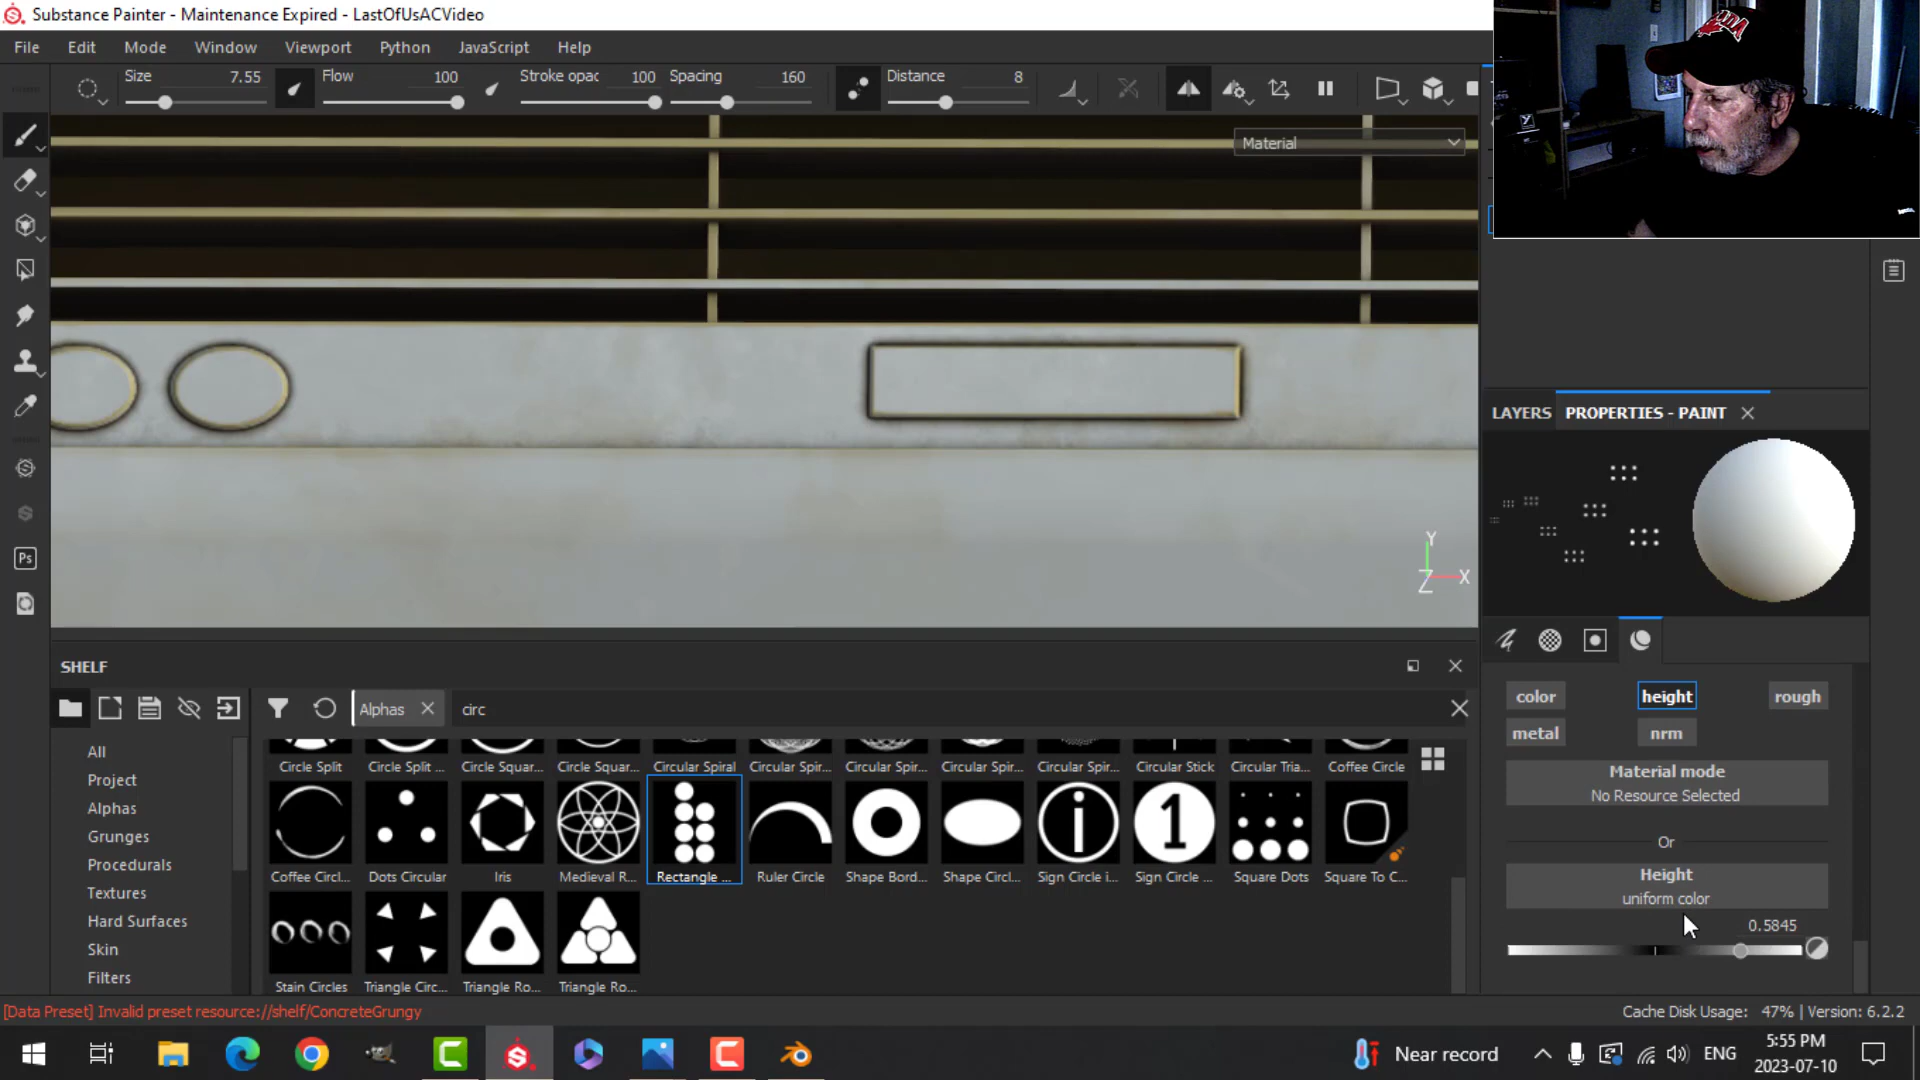 Substance Painter - Maintenance Expired - LastOfUsACVideo
File Edit Mode Window Viewport Python JavaScript Help
Size 7.55 Flow 100 Stroke opac 100 Spacing 160 Distance 8
Material
Y
Z X
LAYERS PROPERTIES - PAINT
Ps
SHELF
color height rough
metal nrm
Alphas circ
All
Project
Alphas
Grunges
Procedurals
Textures
Hard Surfaces
Skin
Filters
Circle Split Circle Split ... Circle Squar... Circle Squar... Circular Spiral Circular Spir... Circular Spir... Circular Spir... Circular Spir... Circular Stick Circular Tria... Coffee Circle
Coffee Circl... Dots Circular Iris Medieval R... Rectangle ... Ruler Circle Shape Bord... Shape Circl... Sign Circle i... Sign Circle ... Square Dots Square To C...
Stain Circles Triangle Circ... Triangle Ro... Triangle Ro...
Material mode
No Resource Selected
Or
Height
uniform color
0.5845
[Data Preset] Invalid preset resource://shelf/ConcreteGrungy
Cache Disk Usage: 47% | Version: 6.2.2
Near record ENG 5:55 PM
2023-07-10